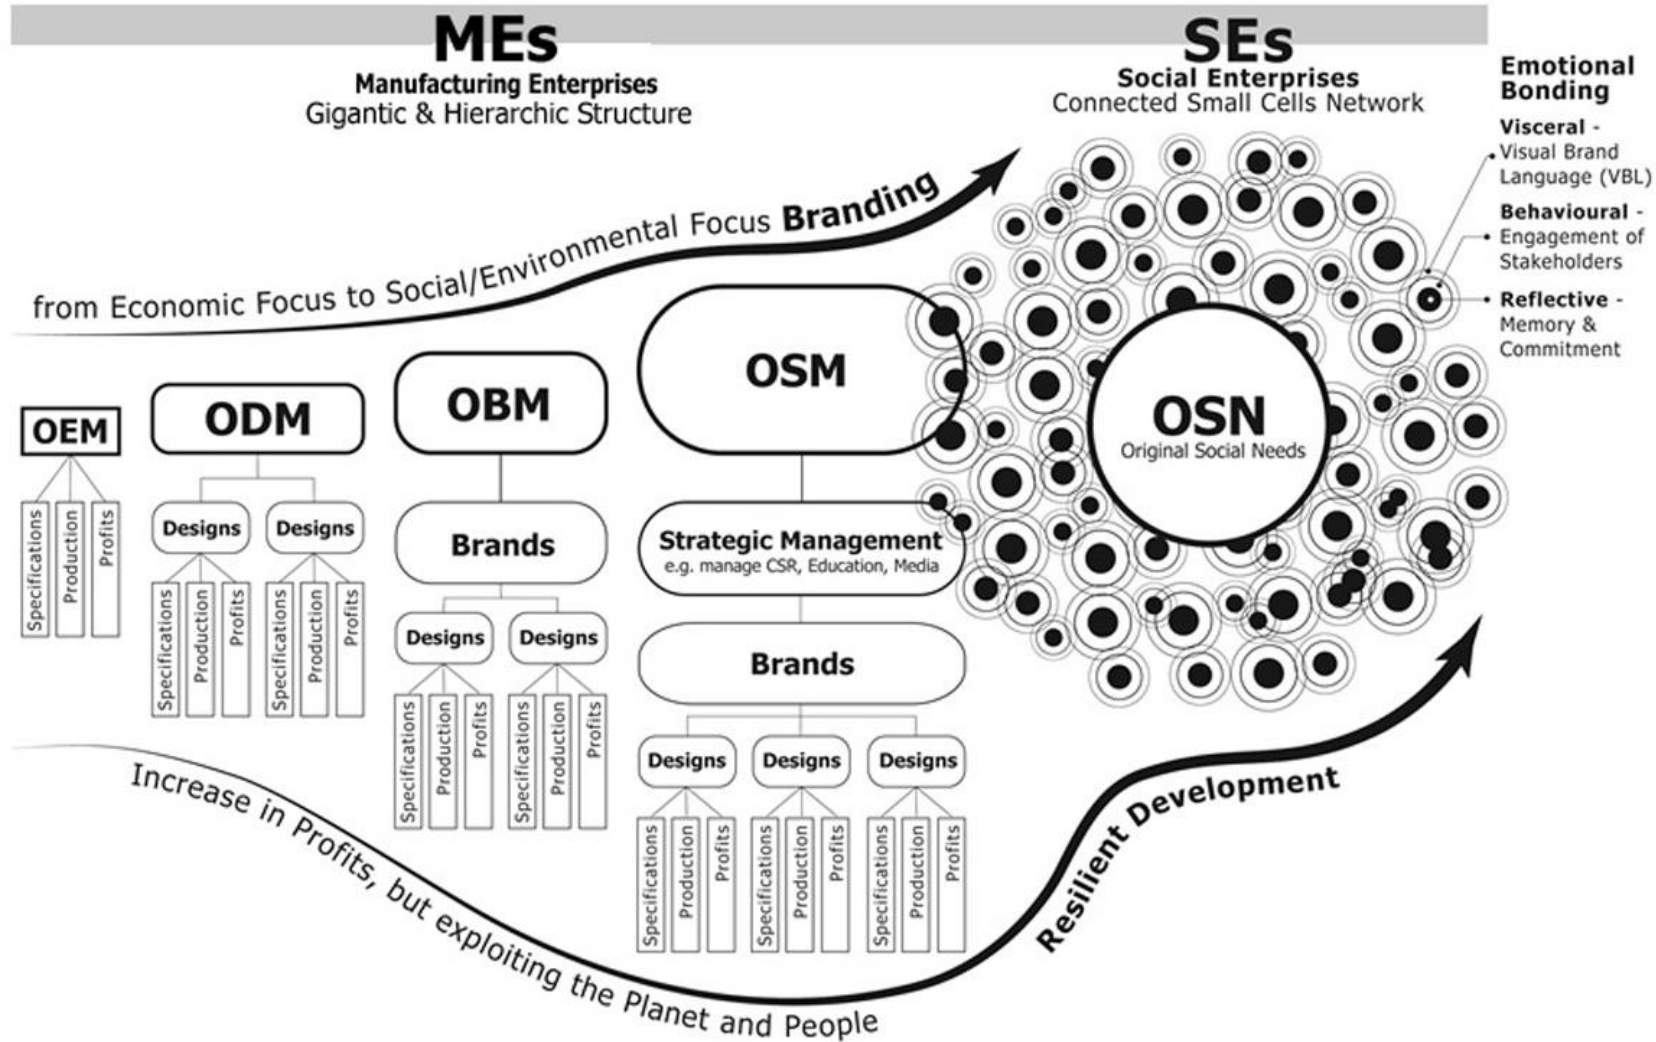 MEs
Manufacturing Enterprises
Gigantic & Hierarchic Structure
SEs
Social Enterprises
Connected Small Cells Network
Emotional
Bonding
Visceral -
Visual Brand
Language (VBL)
Behavioural -
Engagement of
Stakeholders
Reflective -
Memory &
Commitment
from Economic Focus to Social/Environmental Focus Branding
OEM
Specifications
Production
Profits
ODM
Designs
Designs
Specifications
Production
Profits
Specifications
Production
Profits
OBM
Brands
Designs
Designs
Specifications
Production
Profits
Specifications
Production
Profits
OSM
Strategic Management
e.g. manage CSR, Education, Media
Brands
Designs
Designs
Designs
Specifications
Production
Profits
Specifications
Production
Profits
Specifications
Production
Profits
OSN
Original Social Needs
Increase in Profits, but exploiting the Planet and People
Resilient Development